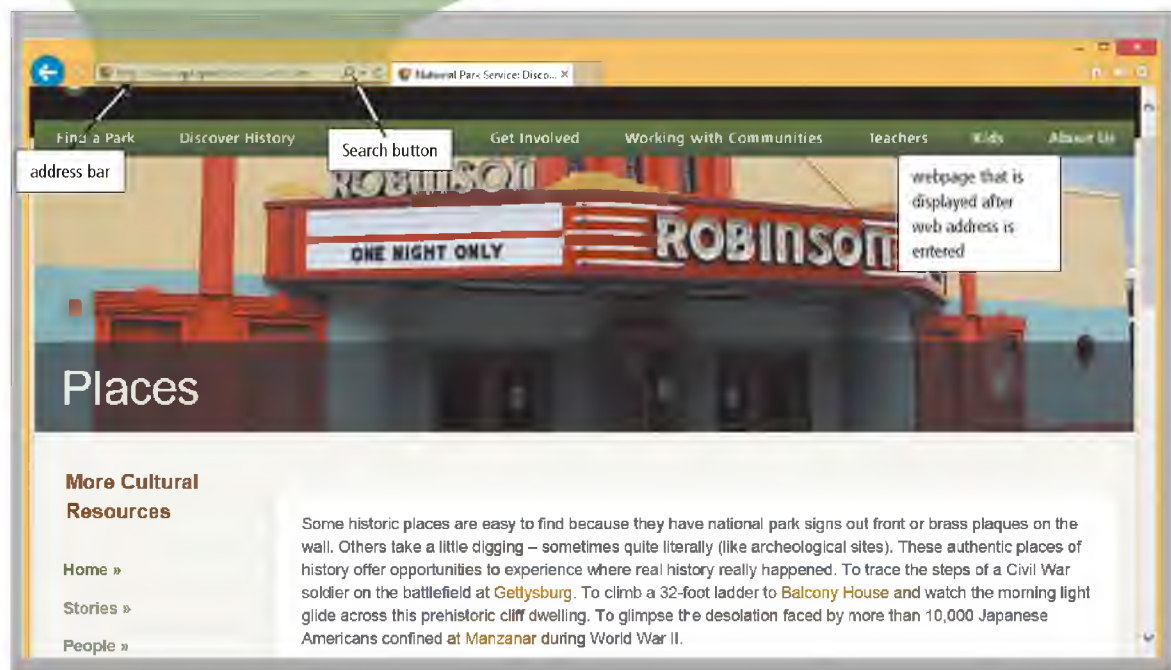 National Park Service: Disco... ×
Find a Park Discover History Get Involved Working with Communities Teachers Kids About Us
address bar
Search button
webpage that is
displayed after
web address is
entered
ROBINSON
ROBINSON
ONE NIGHT ONLY
Places
More Cultural
Resources
Home »
Stories »
People »
Some historic places are easy to find because they have national park signs out front or brass plaques on the
wall. Others take a little digging – sometimes quite literally (like archeological sites). These authentic places of
history offer opportunities to experience where real history really happened. To trace the steps of a Civil War
soldier on the battlefield at Gettysburg. To climb a 32-foot ladder to Balcony House and watch the morning light
glide across this prehistoric cliff dwelling. To glimpse the desolation faced by more than 10,000 Japanese
Americans confined at Manzanar during World War II.